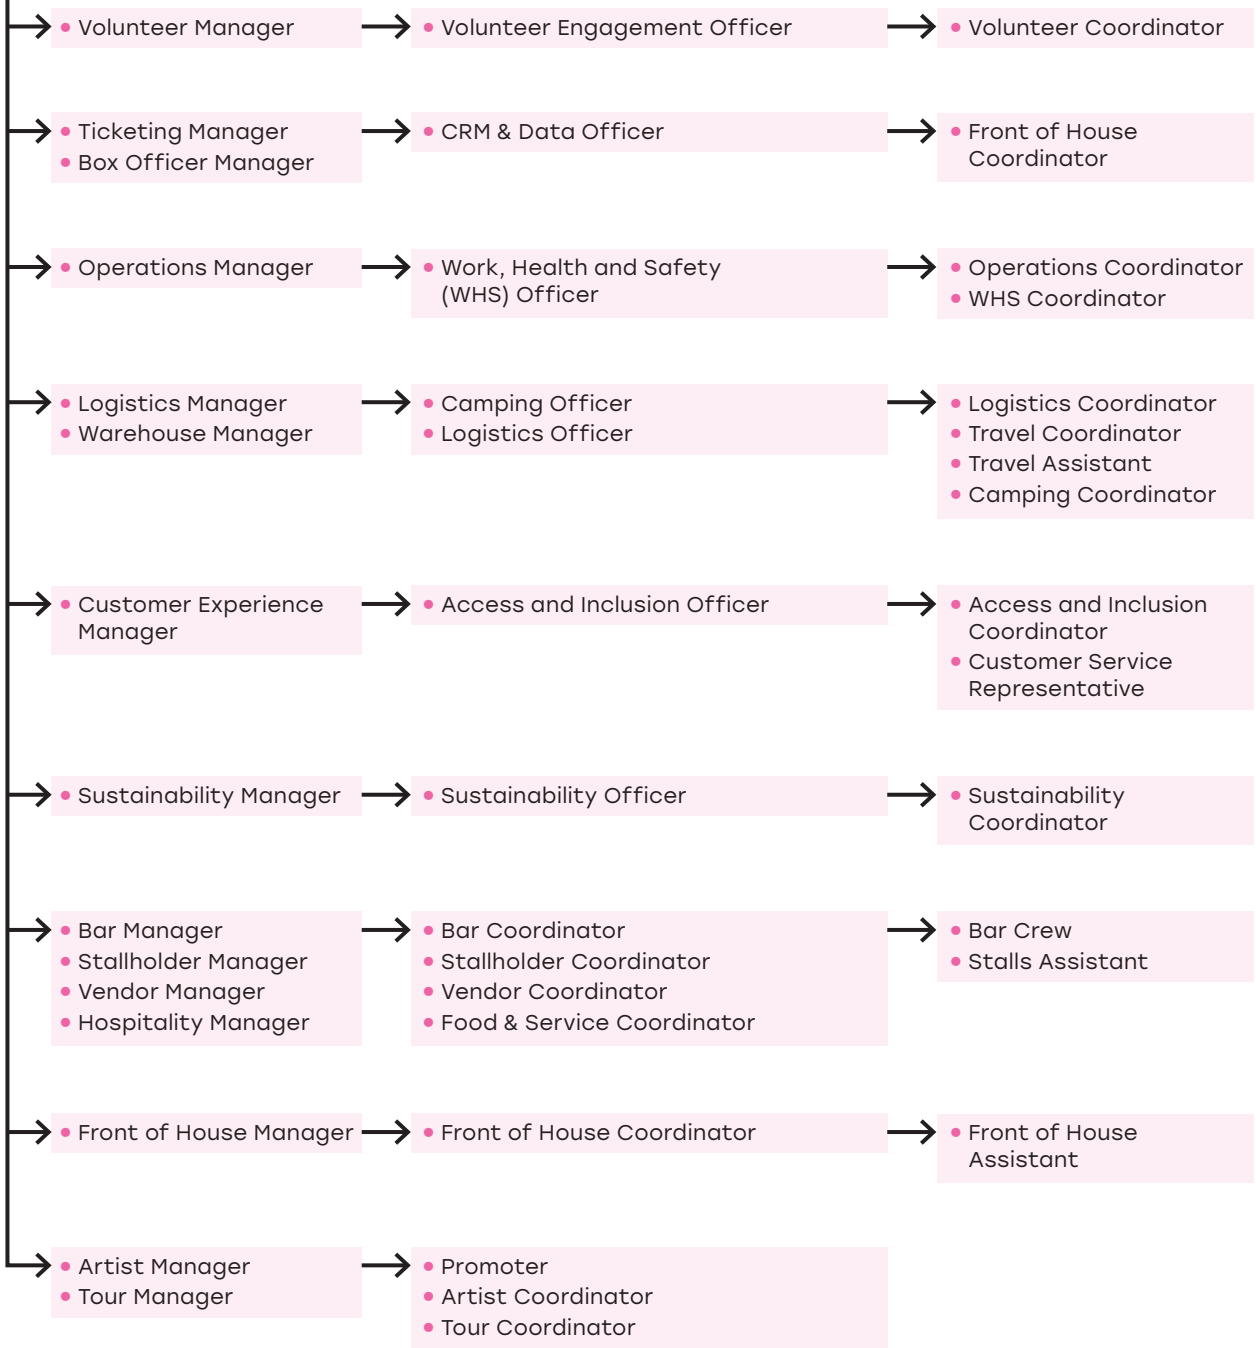 Volunteer Manager
Volunteer Engagement Officer
Volunteer Coordinator
Ticketing Manager
Box Officer Manager
CRM & Data Officer
Front of House
Coordinator
Operations Manager
Work, Health and Safety
(WHS) Officer
Operations Coordinator
WHS Coordinator
Logistics Manager
Warehouse Manager
Camping Officer
Logistics Officer
Logistics Coordinator
Travel Coordinator
Travel Assistant
Camping Coordinator
Customer Experience
Manager
Access and Inclusion Officer
Access and Inclusion
Coordinator
Customer Service
Representative
Sustainability Manager
Sustainability Officer
Sustainability
Coordinator
Bar Manager
Stallholder Manager
Vendor Manager
Hospitality Manager
Bar Coordinator
Stallholder Coordinator
Vendor Coordinator
Food & Service Coordinator
Bar Crew
Stalls Assistant
Front of House Manager
Front of House Coordinator
Front of House
Assistant
Artist Manager
Tour Manager
Promoter
Artist Coordinator
Tour Coordinator